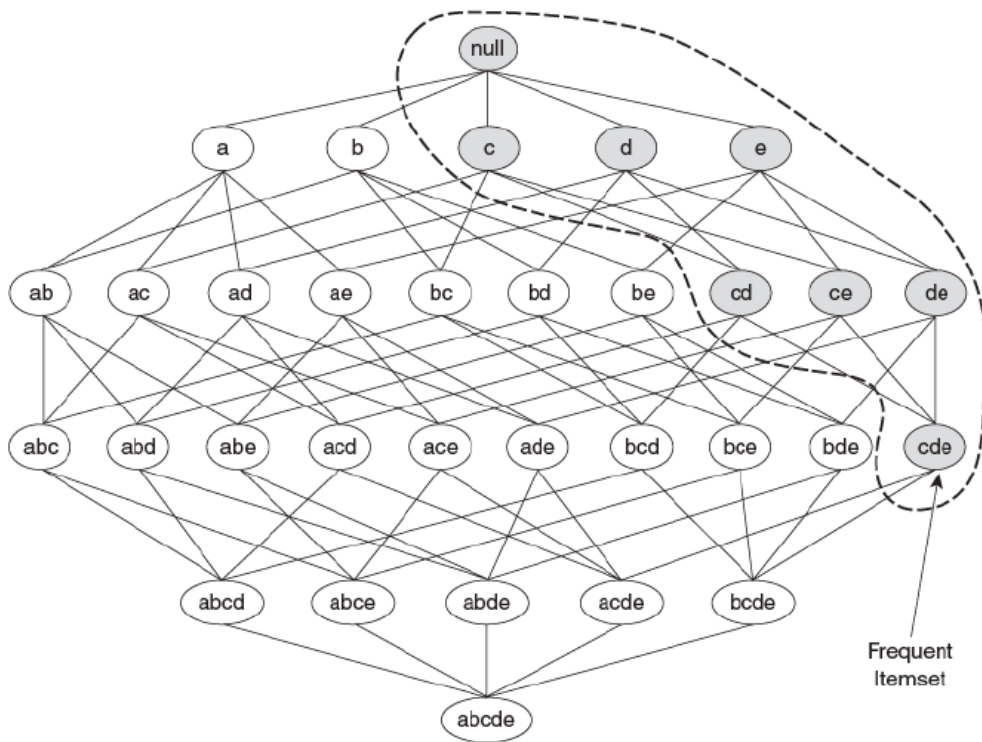 null
a b c d e
ab ac ad ae bc bd be cd ce de
abc abd abe acd ace ade bcd bce bde cde
abcd abce abde acde bcde
Frequent
Itemset
abcde